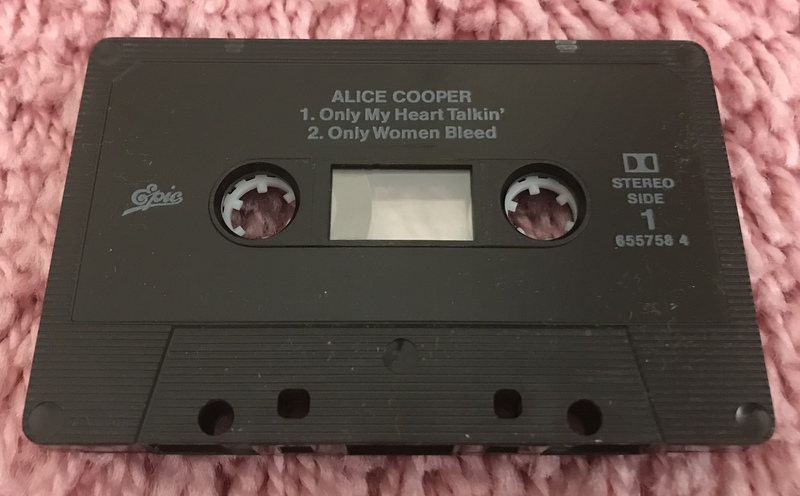 ALICE COOPER
1. Only My Heart Talkin'
2. Only Women Bleed
Epic
STEREO
SIDE
1
655758 4